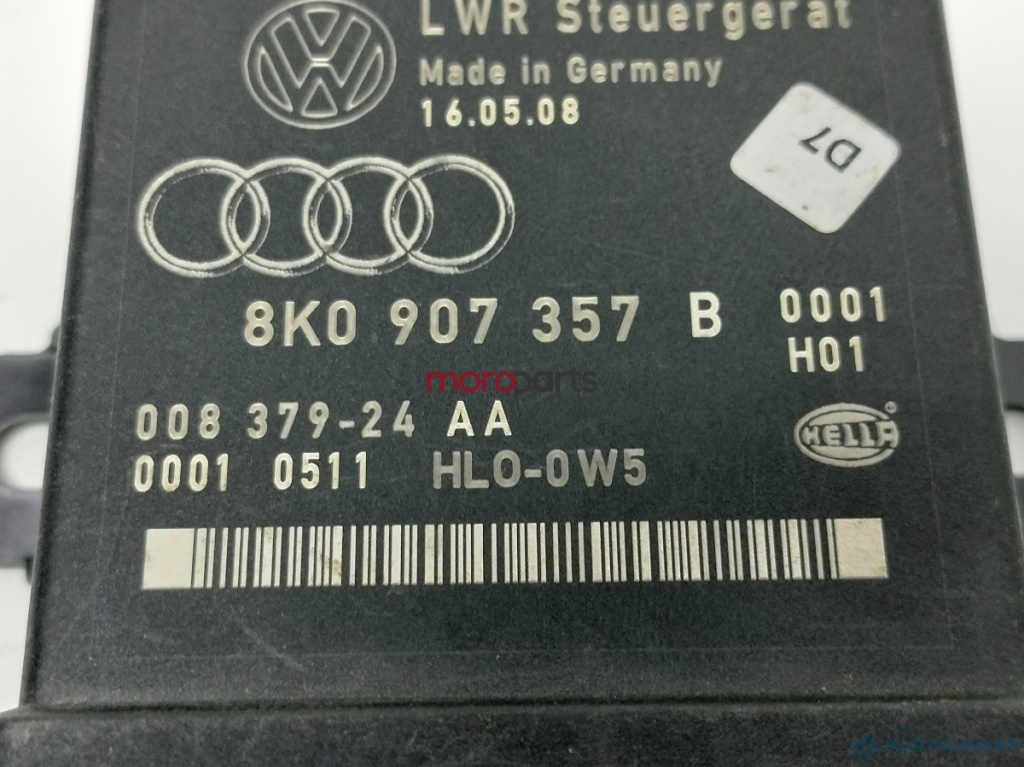 LWR Steuergerät
Made in Germany
16.05.08
D7
8K0 907 357 B 0001
H01
moroparts
008 379-24 AA
HELLA
0001 0511 HLO-0W5